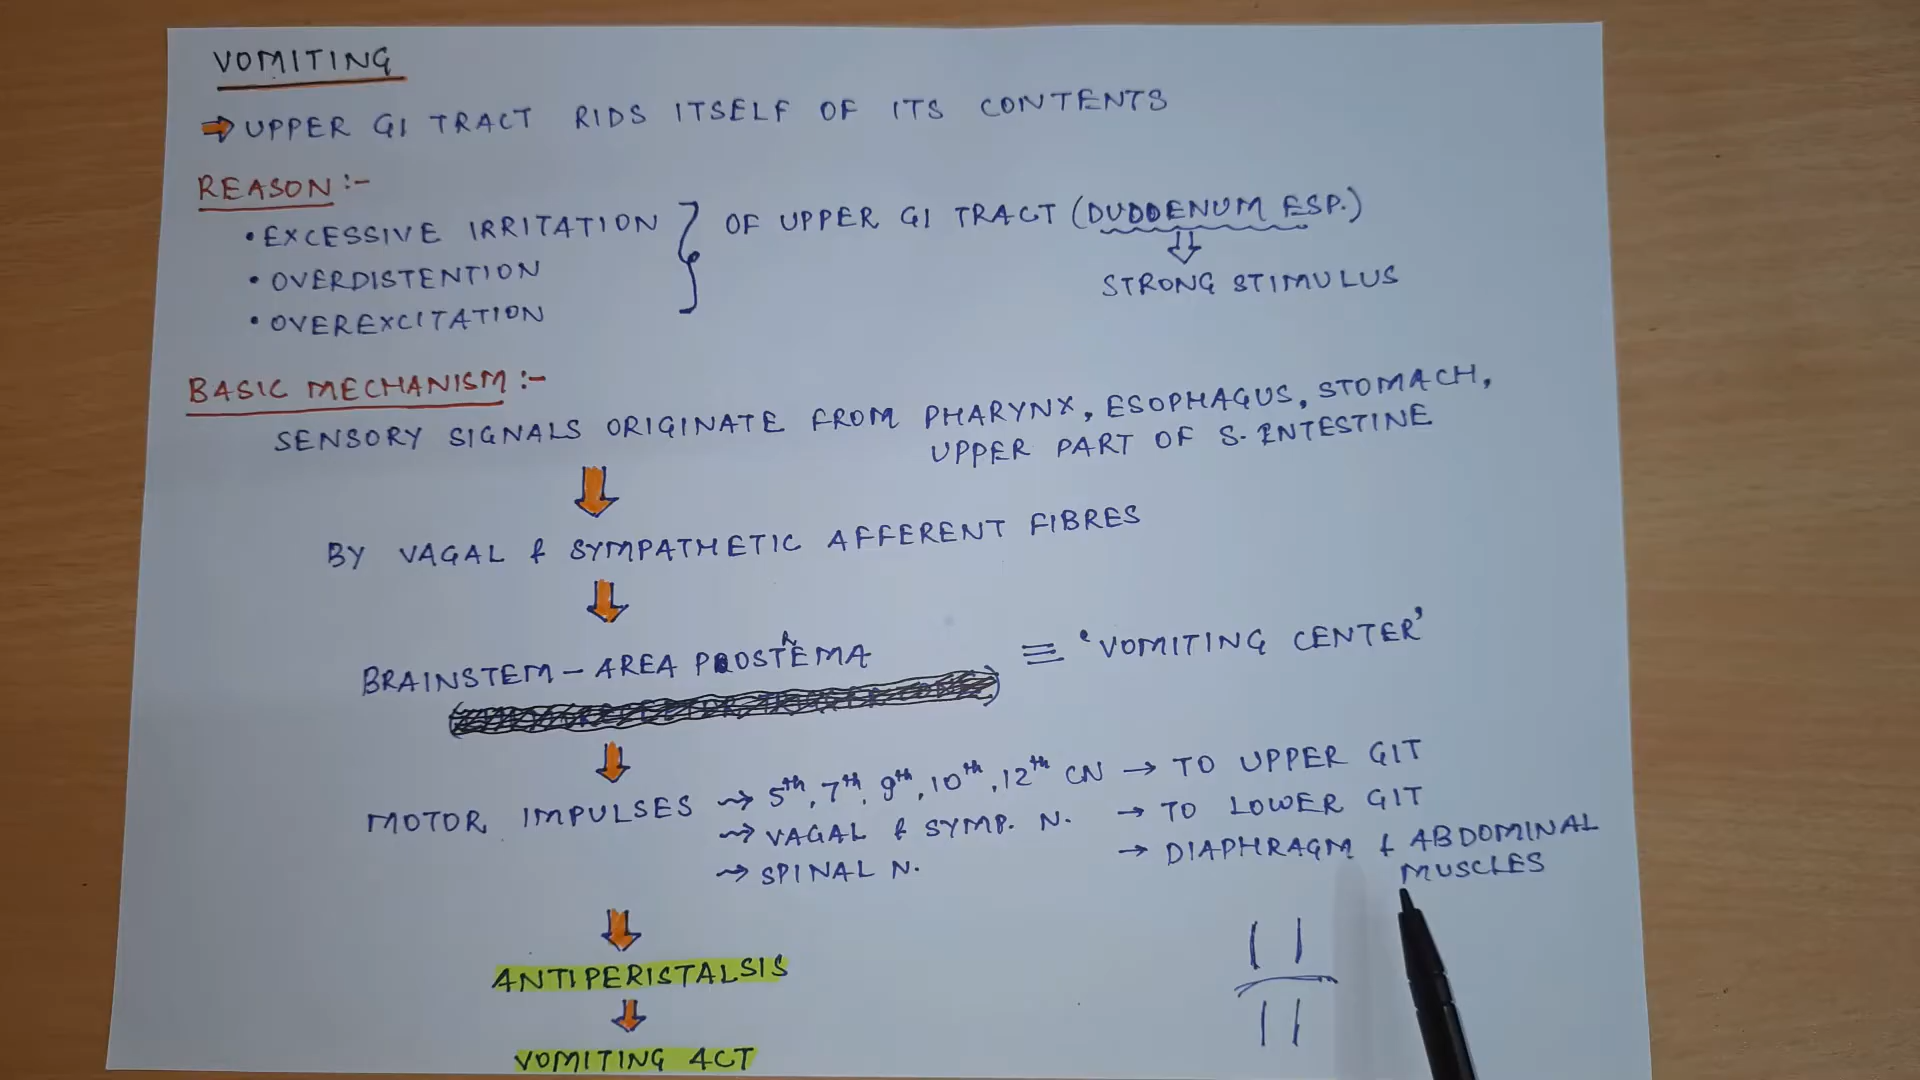 VOMITING
⇒ UPPER GI TRACT RIDS ITSELF OF ITS CONTENTS
REASON :-
• EXCESSIVE IRRITATION } OF UPPER GI TRACT (DUODENUM ESP.)
• OVERDISTENTION
⇓
STRONG STIMULUS
• OVEREXCITATION
BASIC MECHANISM :-
SENSORY SIGNALS ORIGINATE FROM PHARYNX, ESOPHAGUS, STOMACH,
UPPER PART OF S. INTESTINE
BY VAGAL & SYMPATHETIC AFFERENT FIBRES
BRAINSTEM - AREA POSTREMA ≡ 'VOMITING CENTER'
MOTOR IMPULSES ⇝ 5th, 7th, 9th, 10th, 12th CN → TO UPPER GIT
⇝ VAGAL & SYMP. N. → TO LOWER GIT
⇝ SPINAL N. → DIAPHRAGM & ABDOMINAL
MUSCLES
ANTIPERISTALSIS
VOMITING ACT